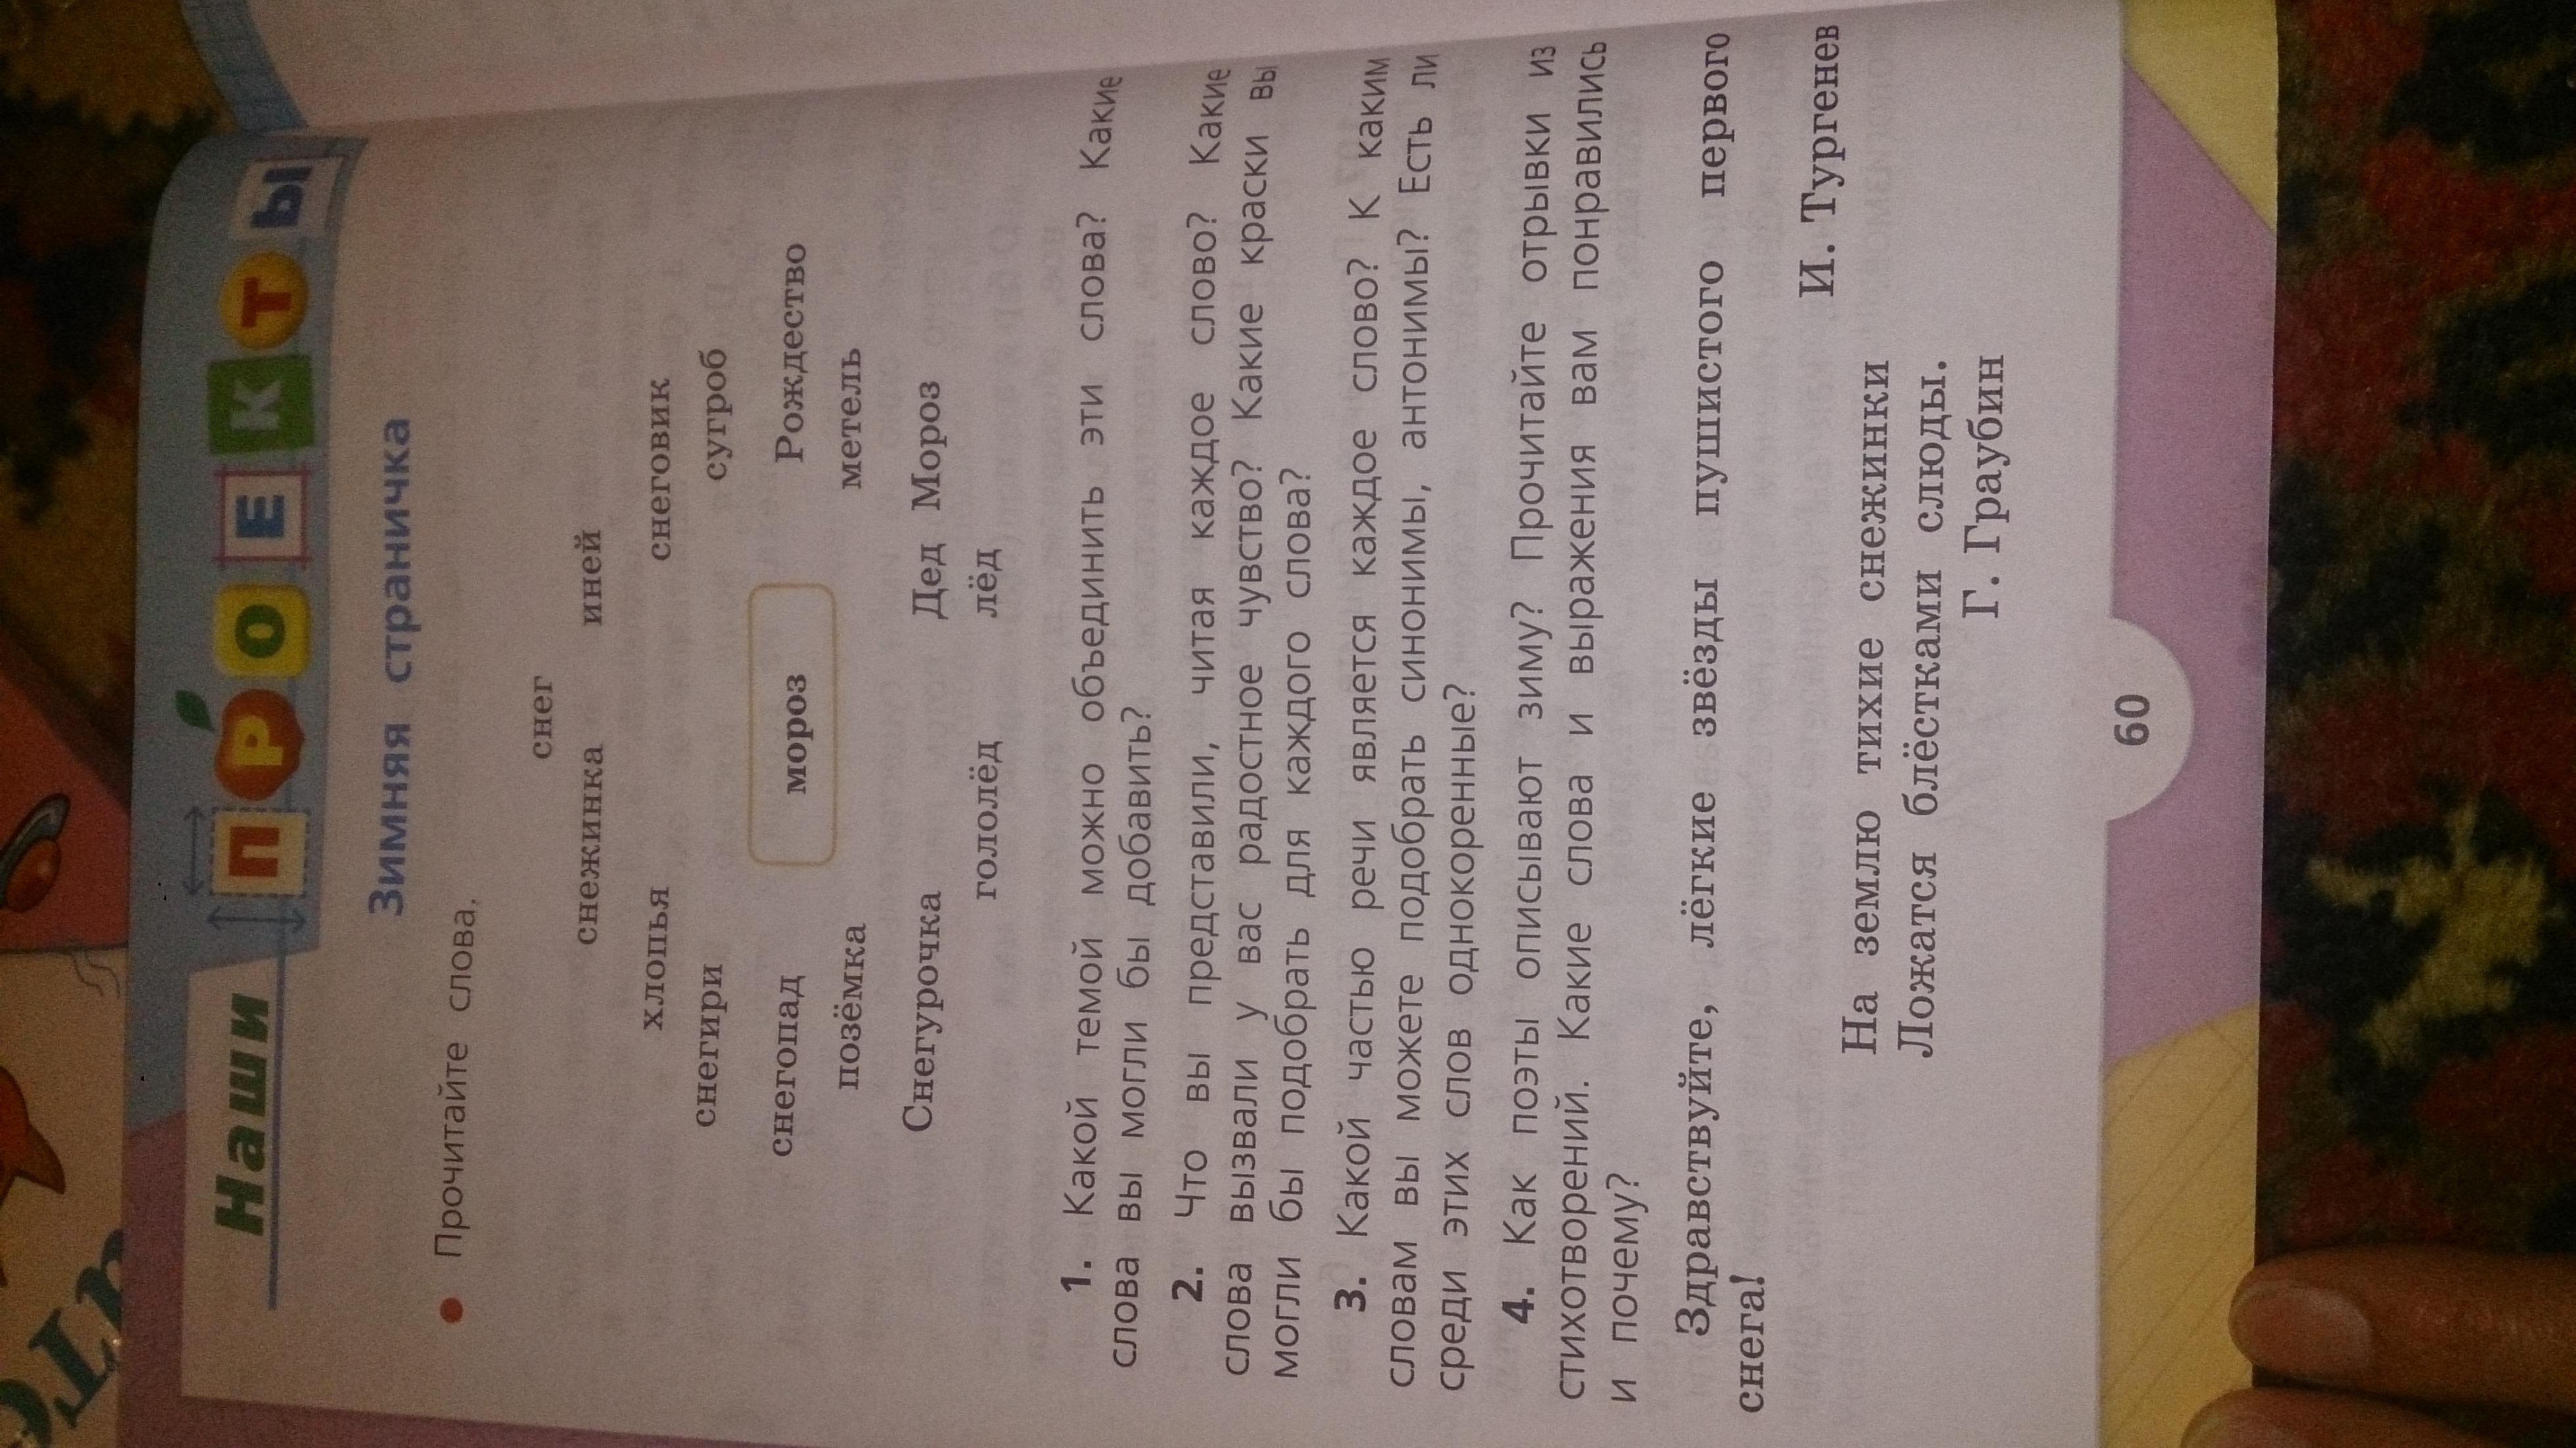 Наши ПРОЕКТЫ
Зимняя страничка
● Прочитайте слова.
снег
снежинка иней
хлопья снеговик
снегири сугроб
снегопад мороз Рождество
позёмка метель
Снегурочка Дед Мороз
гололёд лёд
1. Какой темой можно объединить эти слова? Какие
слова вы могли бы добавить?
2. Что вы представили, читая каждое слово? Какие
слова вызвали у вас радостное чувство? Какие краски вы
могли бы подобрать для каждого слова?
3. Какой частью речи является каждое слово? К каким
словам вы можете подобрать синонимы, антонимы? Есть ли
среди этих слов однокоренные?
4. Как поэты описывают зиму? Прочитайте отрывки из
стихотворений. Какие слова и выражения вам понравились
и почему?
Здравствуйте, лёгкие звёзды пушистого первого
снега!
И. Тургенев
На землю тихие снежинки
Ложатся блёстками слюды.
Г. Граубин
60